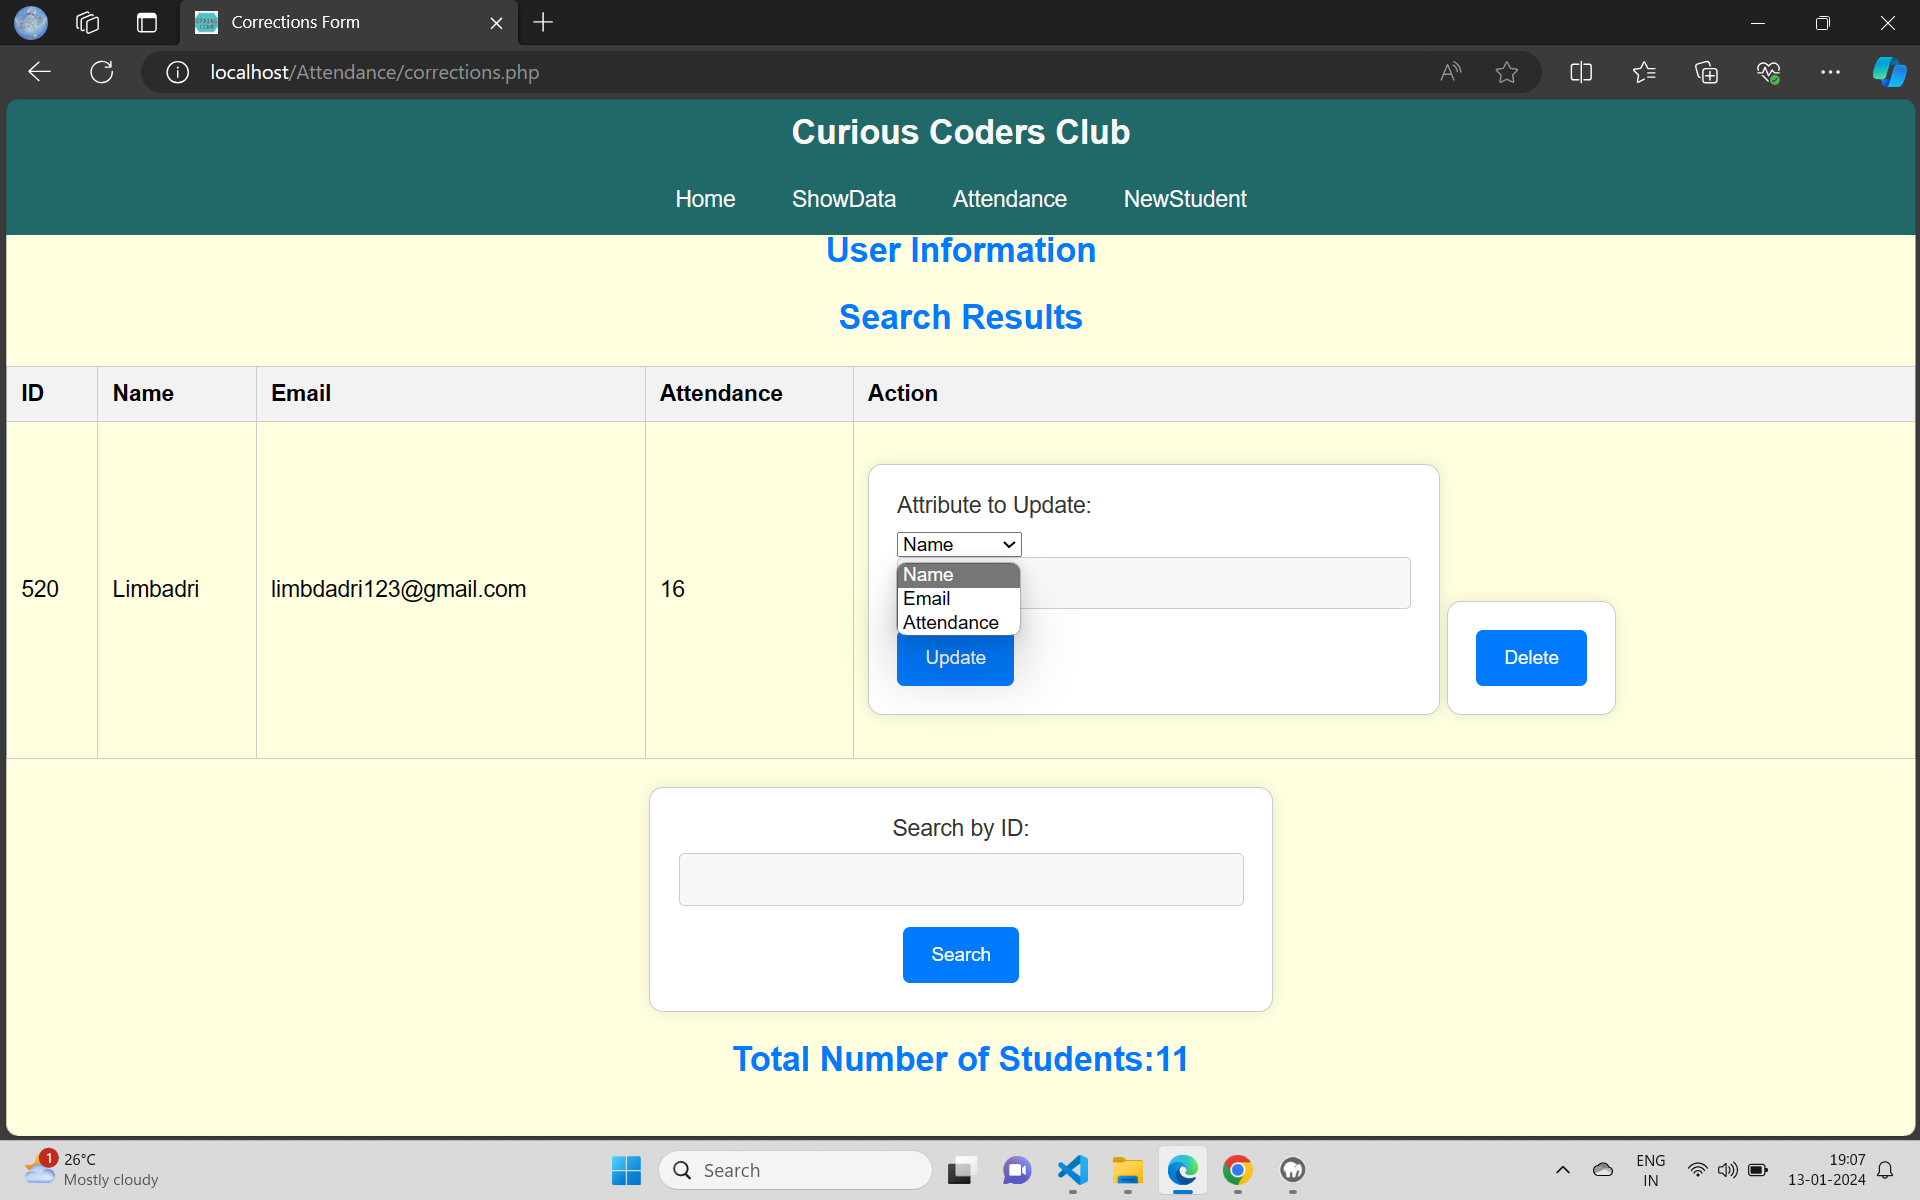 Corrections Form
localhost/Attendance/corrections.php
Curious Coders Club
Home ShowData Attendance NewStudent
User Information
Search Results
ID Name Email Attendance Action
520 Limbadri limbdadri123@gmail.com 16
Attribute to Update:
Name
Name
Email
Attendance
Update
Delete
Search by ID:
Search
Total Number of Students:11
1
26°C
Mostly cloudy
Search
ENG
IN
19:07
13-01-2024